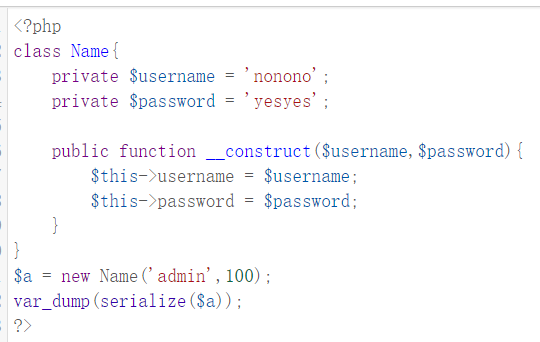 <?php
class Name{
    private $username = 'nonono';
    private $password = 'yesyes';

    public function __construct($username,$password){
        $this->username = $username;
        $this->password = $password;
    }
}
$a = new Name('admin',100);
var_dump(serialize($a));
?>